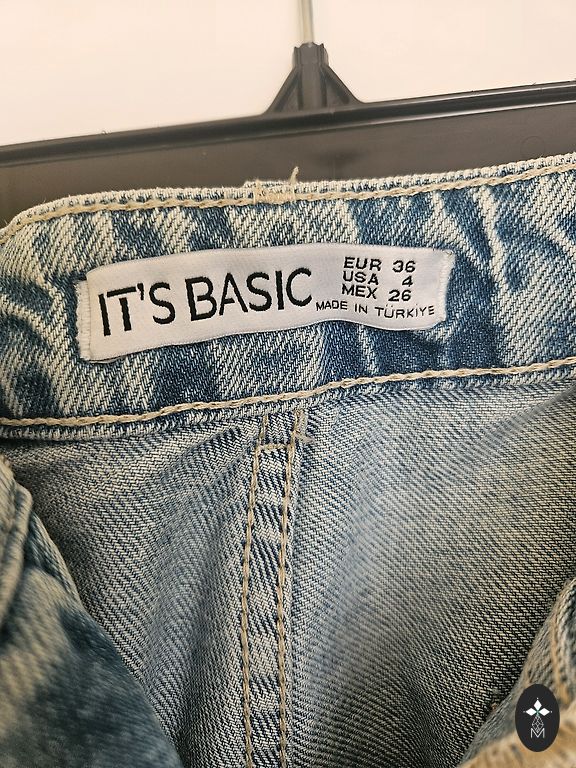 IT'S BASIC
EUR 36
USA 4
MEX 26
MADE IN TÜRKIYE
M